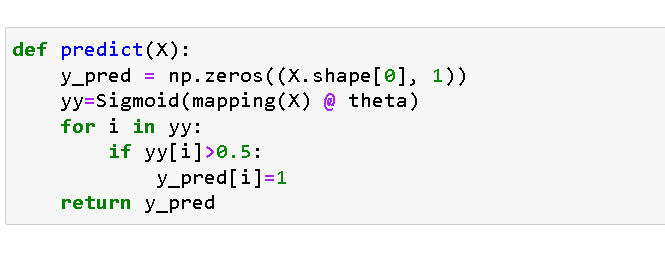 def predict(X):
    y_pred = np.zeros((X.shape[0], 1))
    yy=Sigmoid(mapping(X) @ theta)
    for i in yy:
        if yy[i]>0.5:
            y_pred[i]=1
    return y_pred